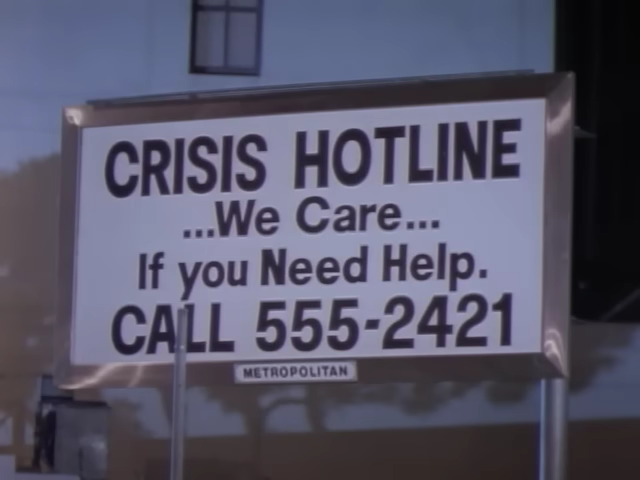 CRISIS HOTLINE
...We Care...
If you Need Help.
CALL 555-2421
METROPOLITAN